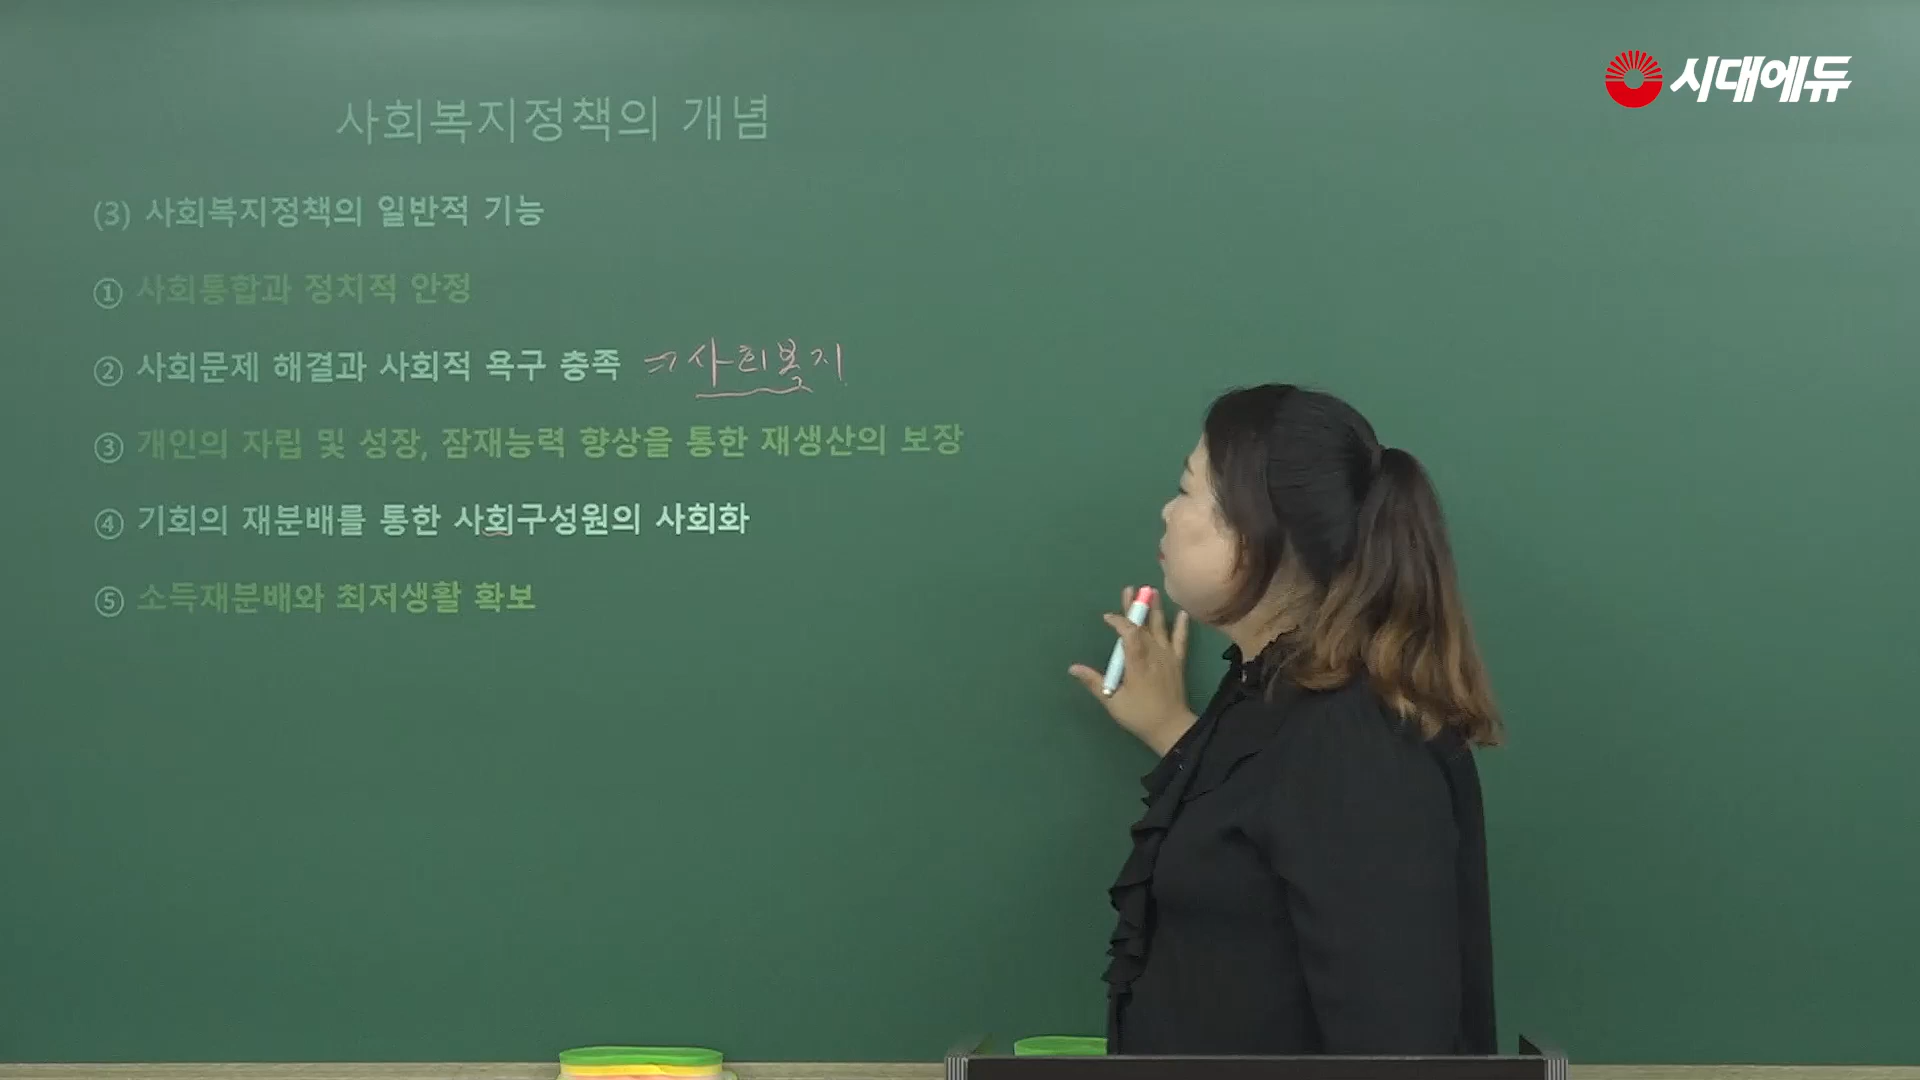 시대에듀
사회복지정책의 개념
(3) 사회복지정책의 일반적 기능
① 사회통합과 정치적 안정
② 사회문제 해결과 사회적 욕구 충족 → 사회복지
③ 개인의 자립 및 성장, 잠재능력 향상을 통한 재생산의 보장
④ 기회의 재분배를 통한 사회구성원의 사회화
⑤ 소득재분배와 최저생활 확보